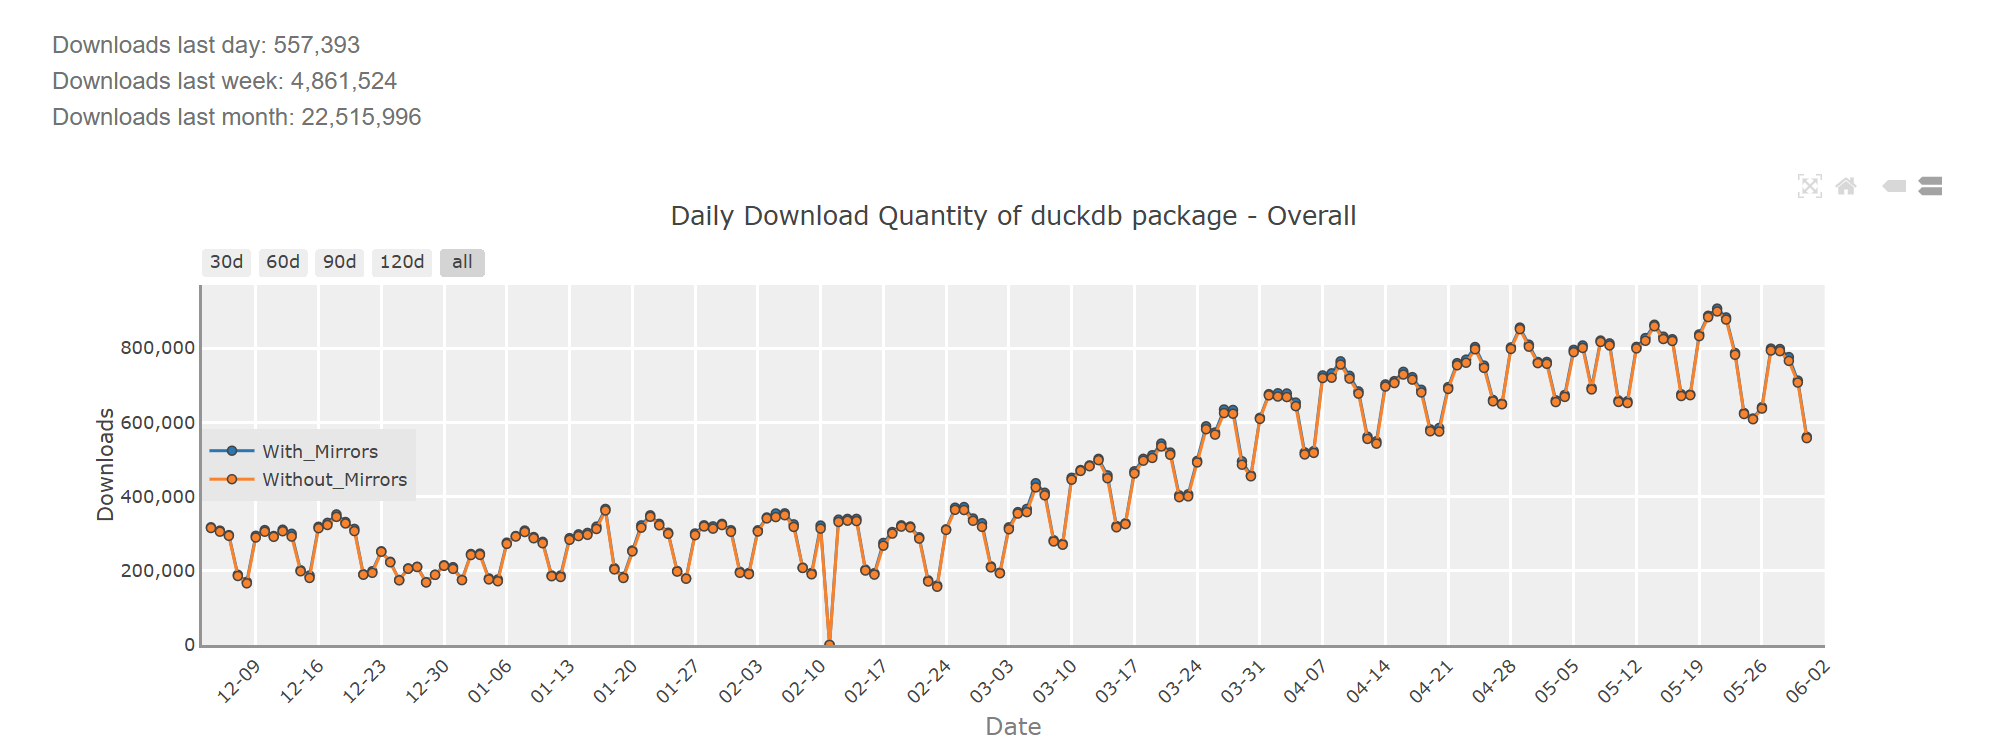 Downloads last day: 557,393
Downloads last week: 4,861,524
Downloads last month: 22,515,996
Daily Download Quantity of duckdb package - Overall
30d 60d 90d 120d all
800,000
600,000
400,000
200,000
0
Downloads
With_Mirrors
Without_Mirrors
12-09 12-16 12-23 12-30 01-06 01-13 01-20 01-27 02-03 02-10 02-17 02-24 03-03 03-10 03-17 03-24 03-31 04-07 04-14 04-21 04-28 05-05 05-12 05-19 05-26 06-02
Date